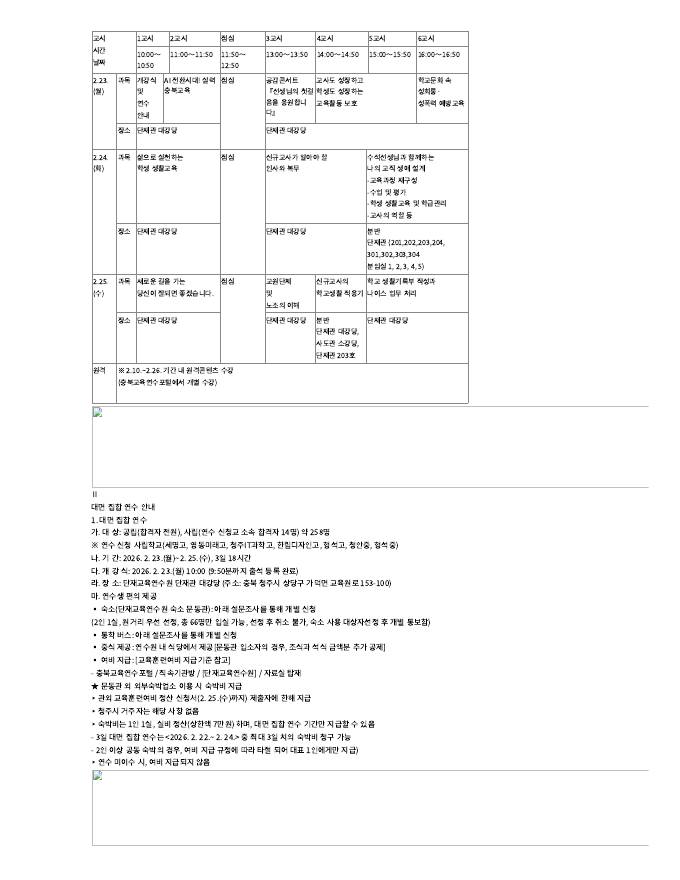 교시
시간
날짜
1교시 2교시 점심 3교시 4교시 5교시 6교시
10:00~10:50 11:00~11:50 11:50~12:50 13:00~13:50 14:00~14:50 15:00~15:50 16:00~16:50
2.23.
(월)
과목
개강식
및
연수
안내
AI 전환시대! 실력
충북교육
점심
공감콘서트
『선생님의 첫걸
음을 응원합니
다』
교사도 성장하고
학생도 성장하는
교육활동 보호
학교문화 속
성희롱·
성폭력 예방교육
장소 단재관 대강당 단재관 대강당
2.24.
(화)
과목
삶으로 실천하는
학생 생활교육
점심
신규교사가 알아야 할
인사와 복무
수석선생님과 함께하는
나의 교직 생애 설계
-교육과정 재구성
-수업 및 평가
-학생 생활교육 및 학급관리
-교사의 역할 등
장소 단재관 대강당 단재관 대강당
분반
단재관 (201,202,203,204,
301,302,303,304
분임실 1, 2, 3, 4, 5)
2.25.
(수)
과목
새로운 길을 가는
당신이 잘되면 좋겠습니다.
점심
교원단체
및
노조의 이해
신규교사의
학교생활 적응기
학교 생활기록부 작성과
나이스 업무 처리
장소 단재관 대강당 단재관 대강당
분반
단재관 대강당,
사도관 소강당,
단재관 203호
단재관 대강당
원격 ※ 2.10.~2.26. 기간 내 원격콘텐츠 수강
(충북교육연수포털에서 개별 수강)
II
대면 집합 연수 안내
1. 대면 집합 연수
가. 대 상: 공립(합격자 전원), 사립(연수 신청교 소속 합격자 14명) 약 258명
※ 연수 신청 사립학교(세명고, 영동미래고, 청주IT과학고, 한림디자인고, 형석고, 청안중, 형석중)
나. 기 간: 2026. 2. 23.(월)~2. 25.(수), 3일 18시간
다. 개 강 식: 2026. 2. 23.(월) 10:00 (9:50분까지 출석 등록 완료)
라. 장 소: 단재교육연수원 단재관 대강당 (주소: 충북 청주시 상당구 가덕면 교육원로 153-100)
마. 연수생 편의 제공
▪ 숙소(단재교육연수원 숙소 문동관): 아래 설문조사를 통해 개별 신청
(2인 1실, 원거리 우선 선정, 총 66명만 입실 가능, 선정 후 취소 불가, 숙소 사용 대상자선정 후 개별 통보함)
▪ 통학 버스: 아래 설문조사를 통해 개별 신청
▪ 중식 제공: 연수원 내 식당에서 제공[문동관 입소자의 경우, 조식과 석식 금액분 추가 공제]
▪ 여비 지급: [교육훈련여비 지급기준 참고]
- 충북교육연수포털 / 직속기관방 / [단재교육연수원] / 자료실 탑재
★ 문동관 외 외부숙박업소 이용 시 숙박비 지급
‣ 관외 교육훈련여비 정산 신청서(2. 25.(수)까지) 제출자에 한해 지급
‣ 청주시 거주자는 해당 사항 없음
‣ 숙박비는 1인 1실, 실비 정산(상한액 7만원) 하며, 대면 집합 연수 기간만 지급할 수 있음
- 3일 대면 집합 연수는<2026. 2. 22.~ 2. 24.> 중 최대 3일 치의 숙박비 청구 가능
- 2인 이상 공동 숙박의 경우, 여비 지급 규정에 따라 타협 되어 대표 1인에게만 지급)
‣ 연수 미이수 시, 여비 지급되지 않음